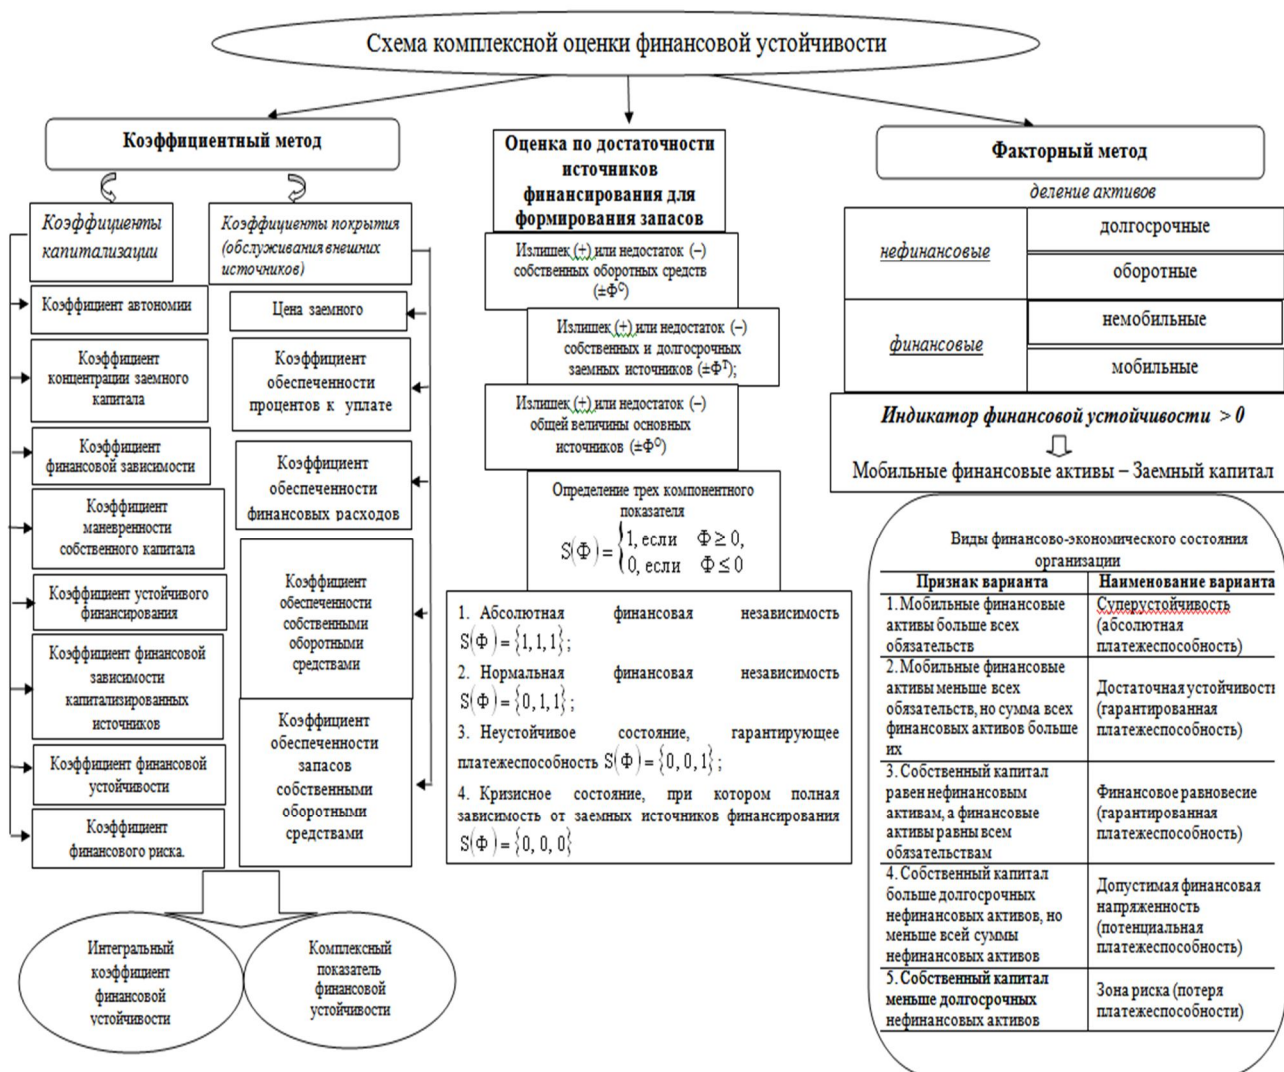 Схема комплексной оценки финансовой устойчивости
Коэффициентный метод
Коэффициенты
капитализации
Коэффициент автономии
Коэффициент
концентрации заемного
капитала
Коэффициент
финансовой зависимости
Коэффициент
маневренности
собственного капитала
Коэффициент устойчивого
финансирования
Коэффициент финансовой
зависимости
капитализированных
источников
Коэффициент финансовой
устойчивости
Коэффициент
финансового риска.
Коэффициенты покрытия
(обслуживания внешних
источников)
Цена заемного
Коэффициент
обеспеченности
процентов к уплате
Коэффициент
обеспеченности
финансовых расходов
Коэффициент
обеспеченности
собственными
оборотными
средствами
Коэффициент
обеспеченности
запасов
собственными
оборотными
средствами
Интегральный
коэффициент
финансовой
устойчивости
Комплексный
показатель
финансовой
устойчивости
Оценка по достаточности
источников
финансирования для
формирования запасов
Излишек (+) или недостаток (–)
собственных оборотных средств
(±Ф^С)
Излишек (+) или недостаток (–)
собственных и долгосрочных
заемных источников (±Ф^Т);
Излишек (+) или недостаток (–)
общей величины основных
источников (±Ф^О)
Определение трех компонентного
показателя
S(Φ) = { 1, если Φ ≥ 0,
0, если Φ ≤ 0
1. Абсолютная финансовая независимость
S(Φ) = {1, 1, 1};
2. Нормальная финансовая независимость
S(Φ) = {0, 1, 1};
3. Неустойчивое состояние, гарантирующее
платежеспособность S(Φ) = {0, 0, 1};
4. Кризисное состояние, при котором полная
зависимость от заемных источников финансирования
S(Φ) = {0, 0, 0}
Факторный метод
деление активов
нефинансовые
долгосрочные
оборотные
финансовые
немобильные
мобильные
Индикатор финансовой устойчивости > 0
Мобильные финансовые активы – Заемный капитал
Виды финансово-экономического состояния
организации
Признак варианта
Наименование варианта
1. Мобильные финансовые
активы больше всех
обязательств
Суперустойчивость
(абсолютная
платежеспособность)
2. Мобильные финансовые
активы меньше всех
обязательств, но сумма всех
финансовых активов больше
их
Достаточная устойчивость
(гарантированная
платежеспособность)
3. Собственный капитал
равен нефинансовым
активам, а финансовые
активы равны всем
обязательствам
Финансовое равновесие
(гарантированная
платежеспособность)
4. Собственный капитал
больше долгосрочных
нефинансовых активов, но
меньше всей суммы
нефинансовых активов
Допустимая финансовая
напряженность
(потенциальная
платежеспособность)
5. Собственный капитал
меньше долгосрочных
нефинансовых активов
Зона риска (потеря
платежеспособности)